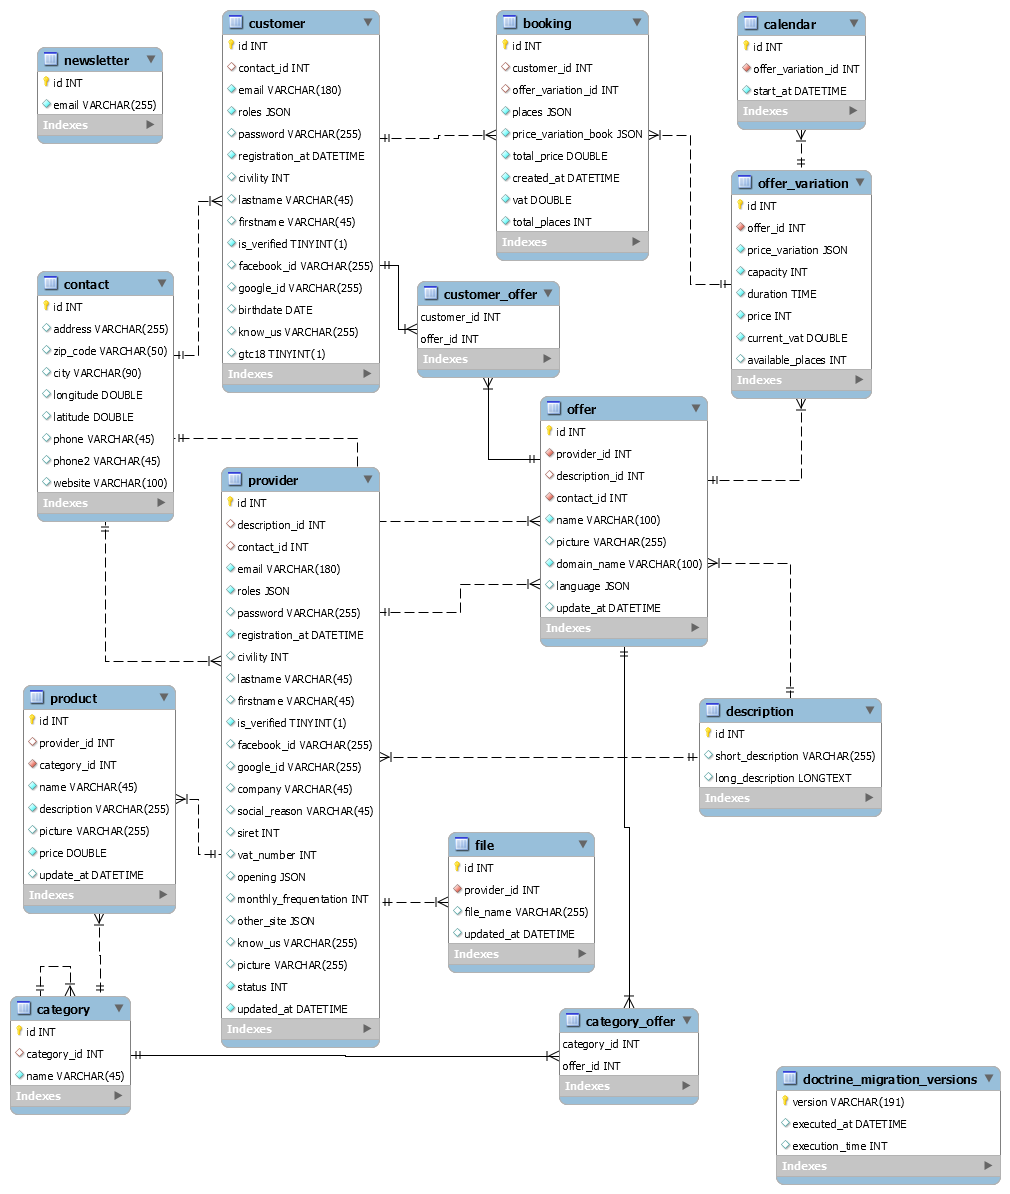 newsletter
id INT
email VARCHAR(255)
Indexes
customer
id INT
contact_id INT
email VARCHAR(180)
roles JSON
password VARCHAR(255)
registration_at DATETIME
civility INT
lastname VARCHAR(45)
firstname VARCHAR(45)
is_verified TINYINT(1)
facebook_id VARCHAR(255)
google_id VARCHAR(255)
birthdate DATE
know_us VARCHAR(255)
gtc18 TINYINT(1)
Indexes
booking
id INT
customer_id INT
offer_variation_id INT
places JSON
price_variation_book JSON
total_price DOUBLE
created_at DATETIME
vat DOUBLE
total_places INT
Indexes
calendar
id INT
offer_variation_id INT
start_at DATETIME
Indexes
offer_variation
id INT
offer_id INT
price_variation JSON
capacity INT
duration TIME
price INT
current_vat DOUBLE
available_places INT
Indexes
contact
id INT
address VARCHAR(255)
zip_code VARCHAR(50)
city VARCHAR(90)
longitude DOUBLE
latitude DOUBLE
phone VARCHAR(45)
phone2 VARCHAR(45)
website VARCHAR(100)
Indexes
customer_offer
customer_id INT
offer_id INT
Indexes
offer
id INT
provider_id INT
description_id INT
contact_id INT
name VARCHAR(100)
picture VARCHAR(255)
domain_name VARCHAR(100)
language JSON
update_at DATETIME
Indexes
provider
id INT
description_id INT
contact_id INT
email VARCHAR(180)
roles JSON
password VARCHAR(255)
registration_at DATETIME
civility INT
lastname VARCHAR(45)
firstname VARCHAR(45)
is_verified TINYINT(1)
facebook_id VARCHAR(255)
google_id VARCHAR(255)
company VARCHAR(45)
social_reason VARCHAR(45)
siret INT
vat_number INT
opening JSON
monthly_frequentation INT
other_site JSON
know_us VARCHAR(255)
picture VARCHAR(255)
status INT
updated_at DATETIME
Indexes
product
id INT
provider_id INT
category_id INT
name VARCHAR(45)
description VARCHAR(255)
picture VARCHAR(255)
price DOUBLE
update_at DATETIME
Indexes
description
id INT
short_description VARCHAR(255)
long_description LONGTEXT
Indexes
file
id INT
provider_id INT
file_name VARCHAR(255)
updated_at DATETIME
Indexes
category
id INT
category_id INT
name VARCHAR(45)
Indexes
category_offer
category_id INT
offer_id INT
Indexes
doctrine_migration_versions
version VARCHAR(191)
executed_at DATETIME
execution_time INT
Indexes